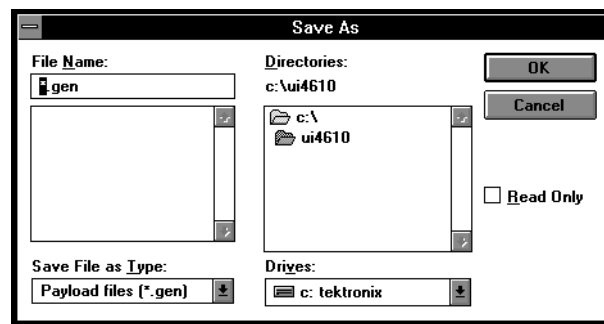 Save As
File Name:
*.gen
Directories:
c:\ui4610
c:\
ui4610
OK
Cancel
Read Only
Save File as Type:
Payload files (*.gen)
Drives:
c: tektronix